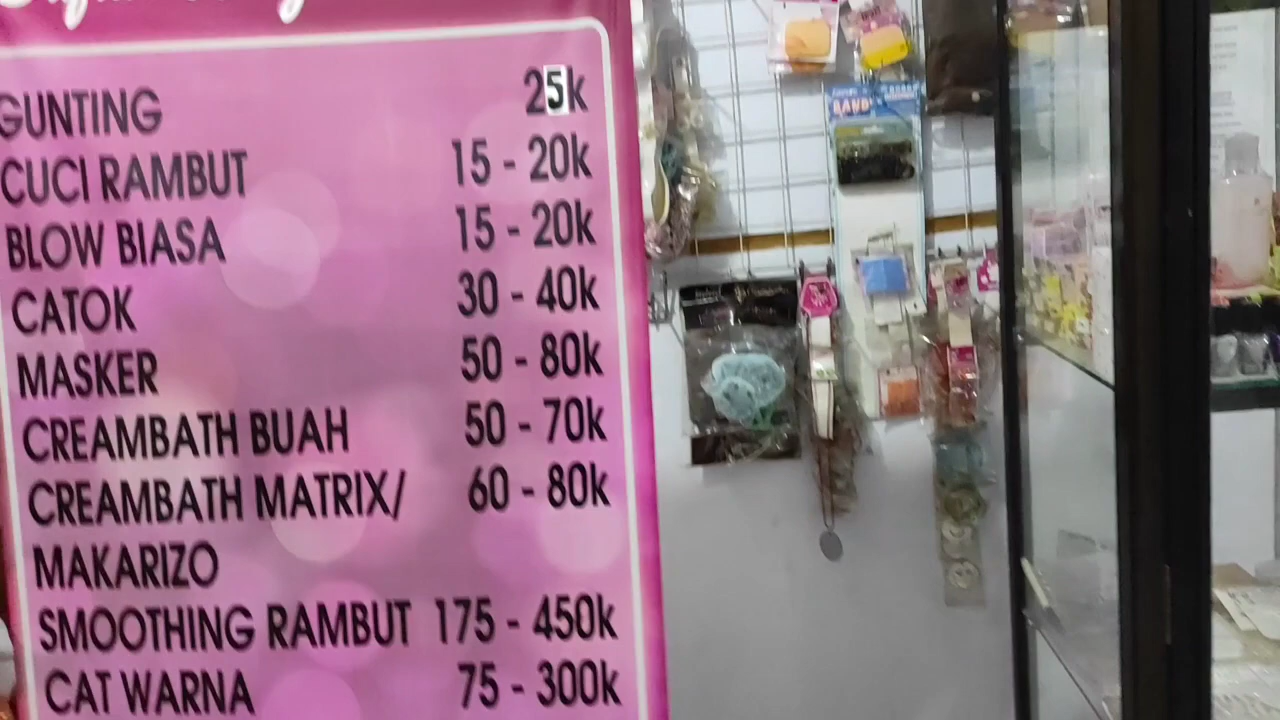 GUNTING 25k
CUCI RAMBUT 15 - 20k
BLOW BIASA 15 - 20k
CATOK 30 - 40k
MASKER 50 - 80k
CREAMBATH BUAH 50 - 70k
CREAMBATH MATRIX/ 60 - 80k
MAKARIZO
SMOOTHING RAMBUT 175 - 450k
CAT WARNA 75 - 300k
BAND